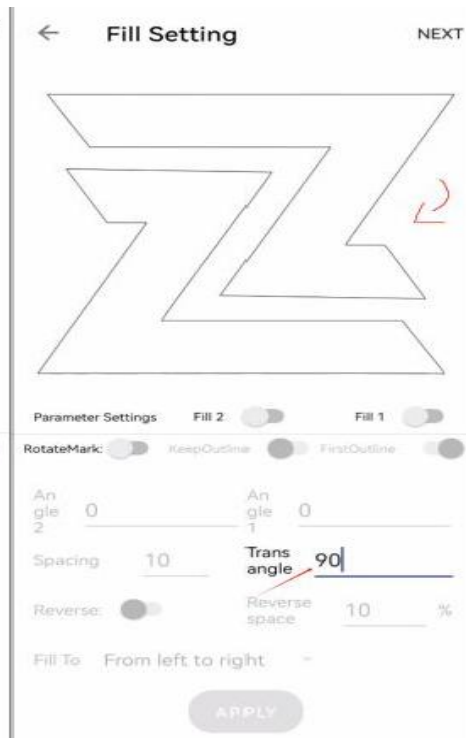 Fill Setting NEXT
Parameter Settings Fill 2 Fill 1
RotateMark: KeepOutline FirstOutline
An
gle
2 0
An
gle
1 0
Spacing 10
Trans
angle 90
Reverse:
Reverse
space 10 %
Fill To From left to right
APPLY